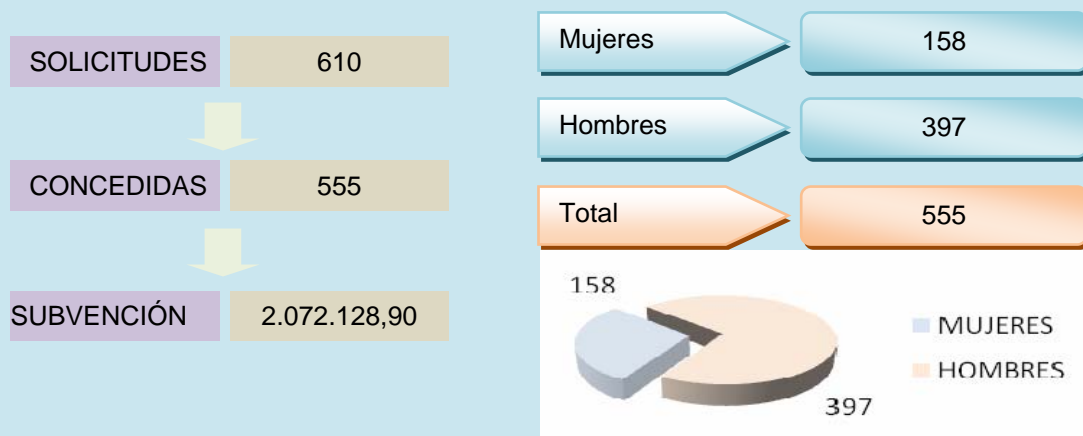 SOLICITUDES 610
CONCEDIDAS 555
SUBVENCIÓN 2.072.128,90
Mujeres 158
Hombres 397
Total 555
158
397
MUJERES
HOMBRES